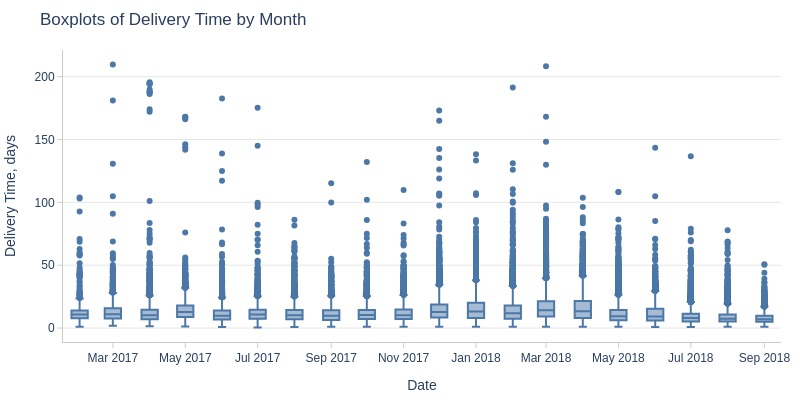 Boxplots of Delivery Time by Month
Delivery Time, days
200
150
100
50
0
Mar 2017 May 2017 Jul 2017 Sep 2017 Nov 2017 Jan 2018 Mar 2018 May 2018 Jul 2018 Sep 2018
Date